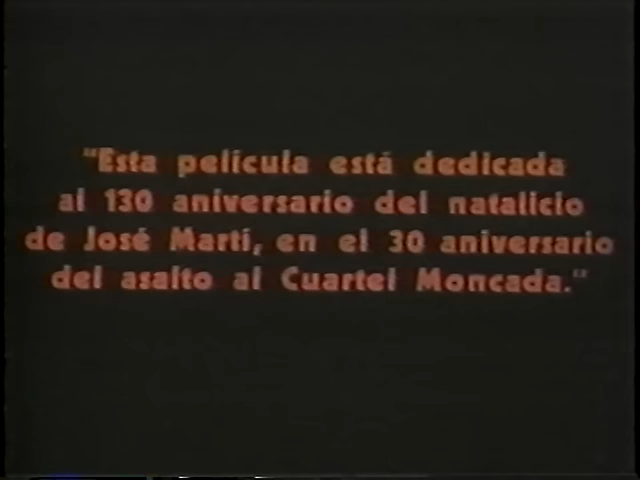 "Esta película está dedicada
al 130 aniversario del natalicio
de José Martí, en el 30 aniversario
del asalto al Cuartel Moncada."